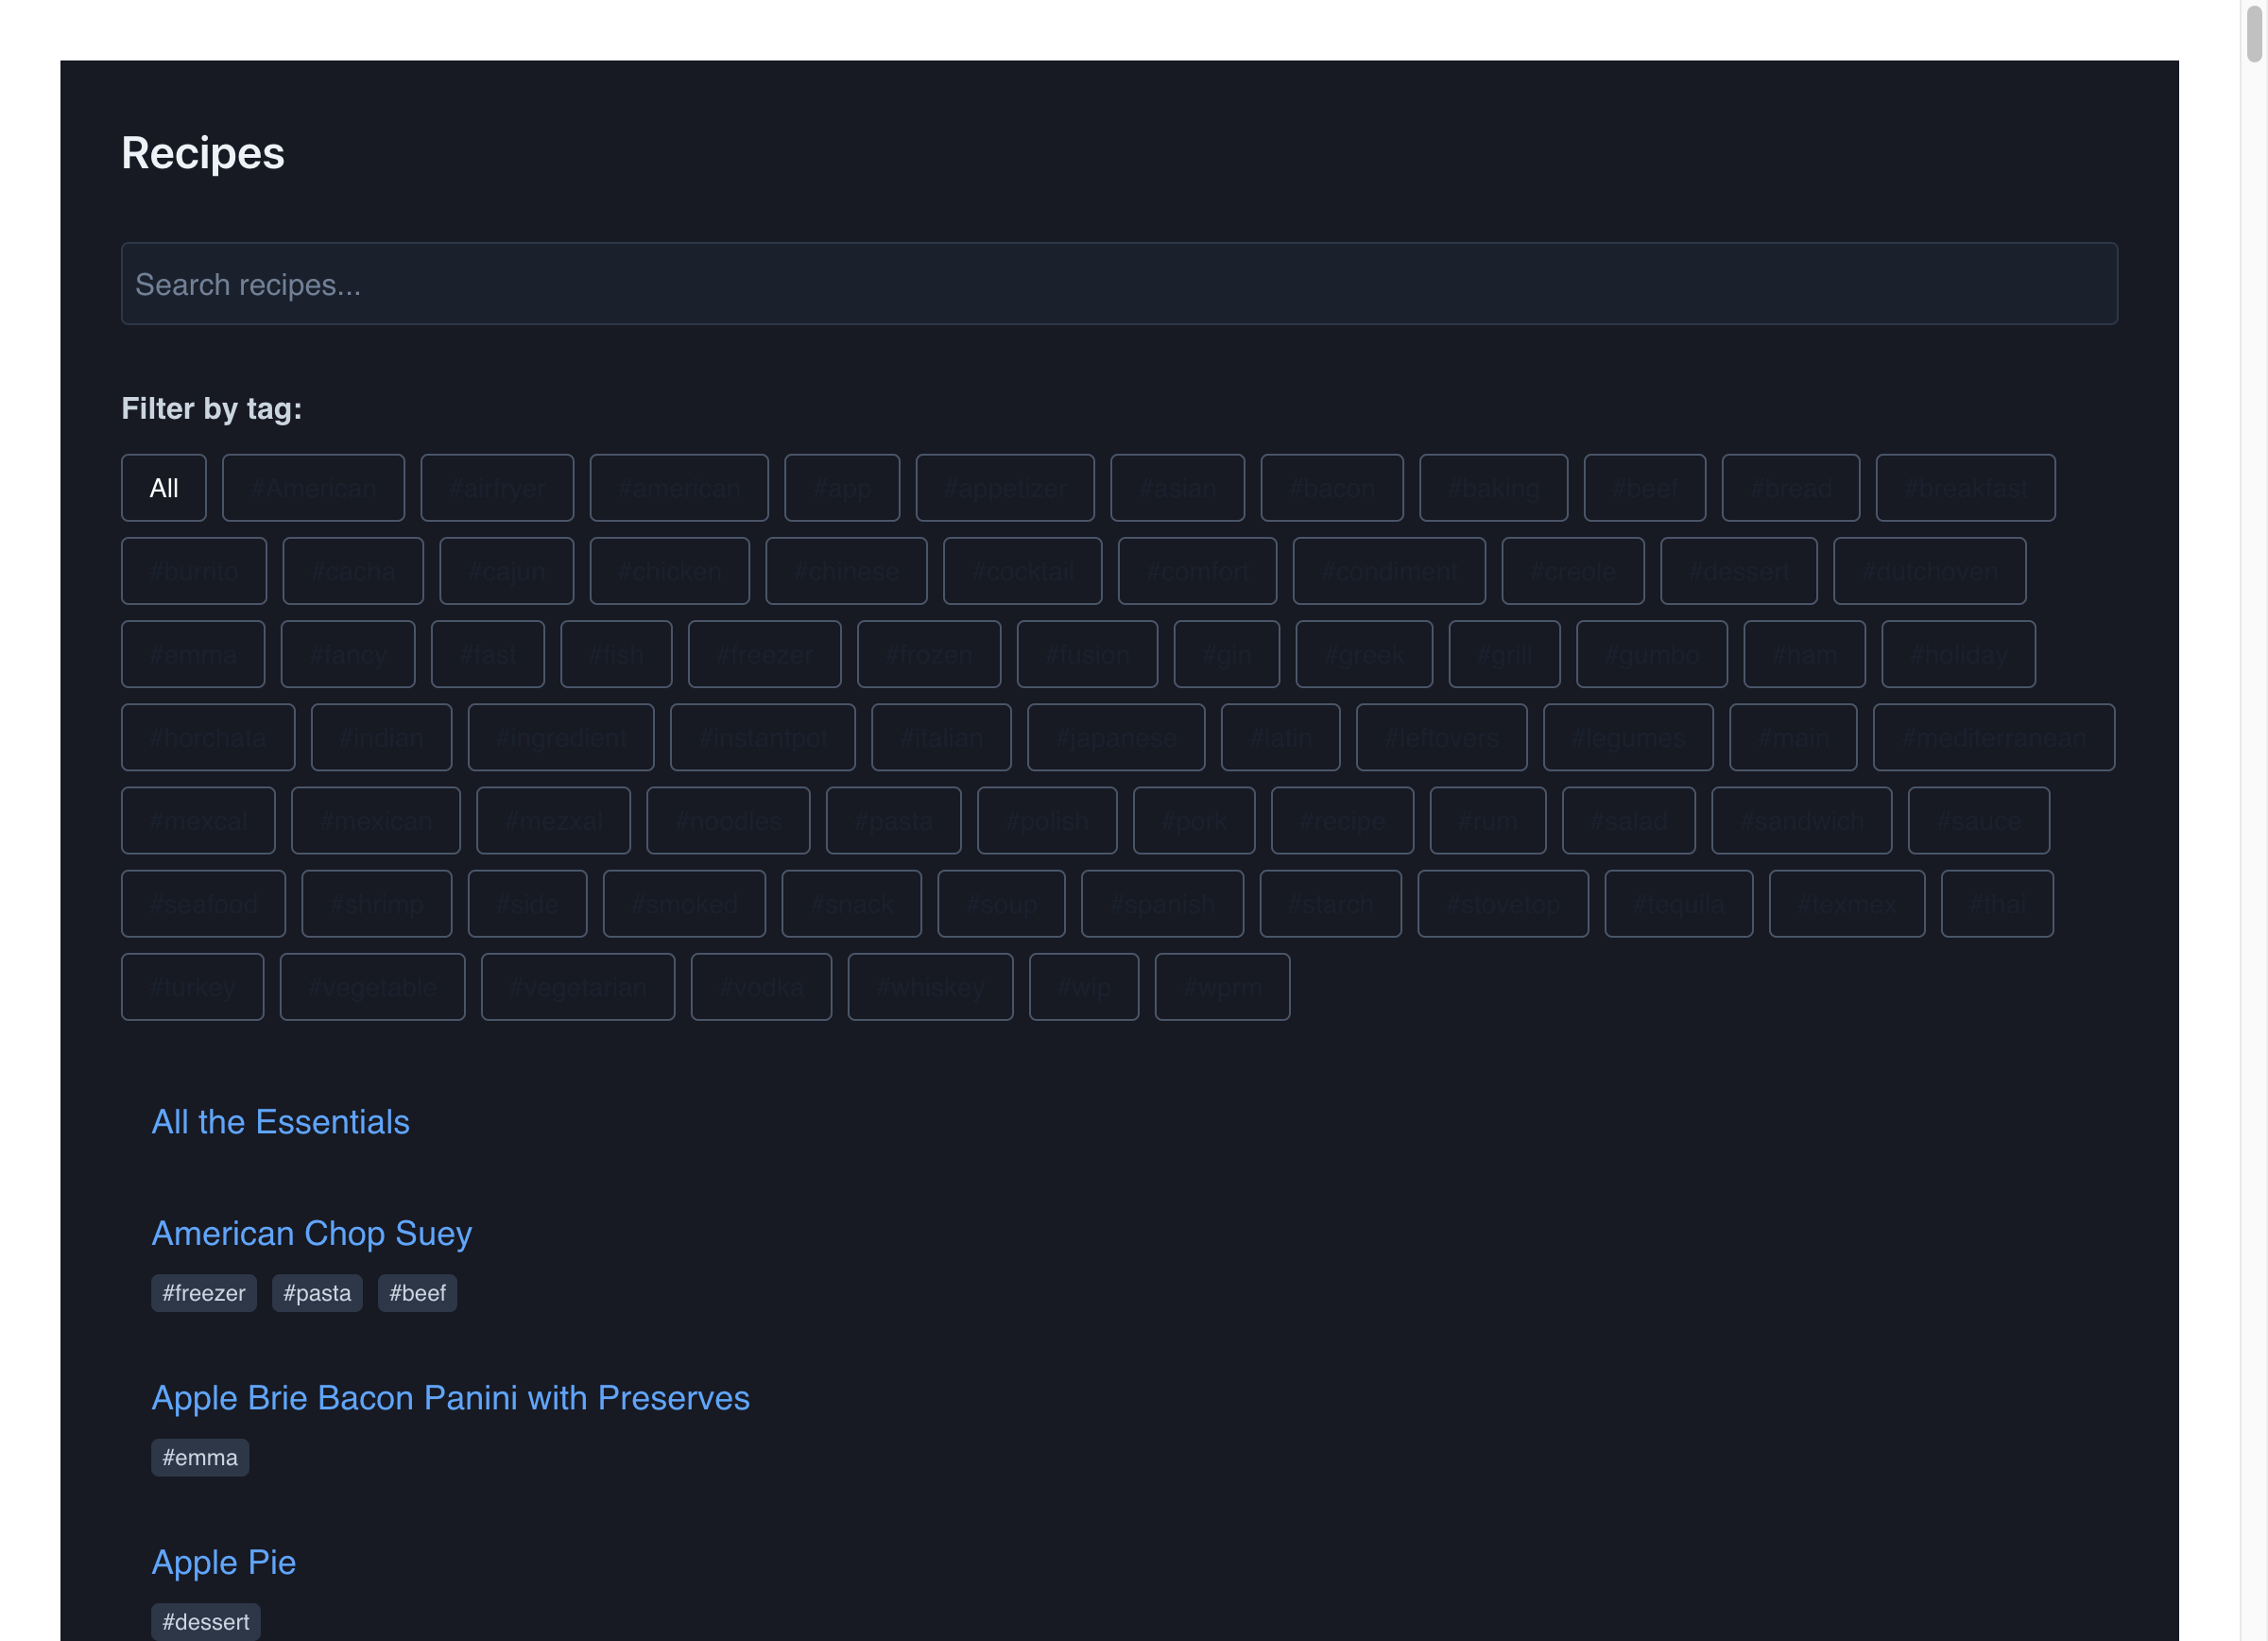 Recipes
Search recipes...
Filter by tag:
All #American #airfryer #american #app #appetizer #asian #bacon #baking #beef #bread #breakfast
#burrito #cacha #cajun #chicken #chinese #cocktail #comfort #condiment #creole #dessert #dutchoven
#emma #fancy #fast #fish #freezer #frozen #fusion #gin #greek #grill #gumbo #ham #holiday
#horchata #indian #ingredient #instantpot #italian #japanese #latin #leftovers #legumes #main #mediterranean
#mexcal #mexican #mezxal #noodles #pasta #polish #pork #recipe #rum #salad #sandwich #sauce
#seafood #shrimp #side #smoked #snack #soup #spanish #starch #stovetop #tequila #texmex #thai
#turkey #vegetable #vegetarian #vodka #whiskey #wip #wprm
All the Essentials
American Chop Suey
#freezer #pasta #beef
Apple Brie Bacon Panini with Preserves
#emma
Apple Pie
#dessert